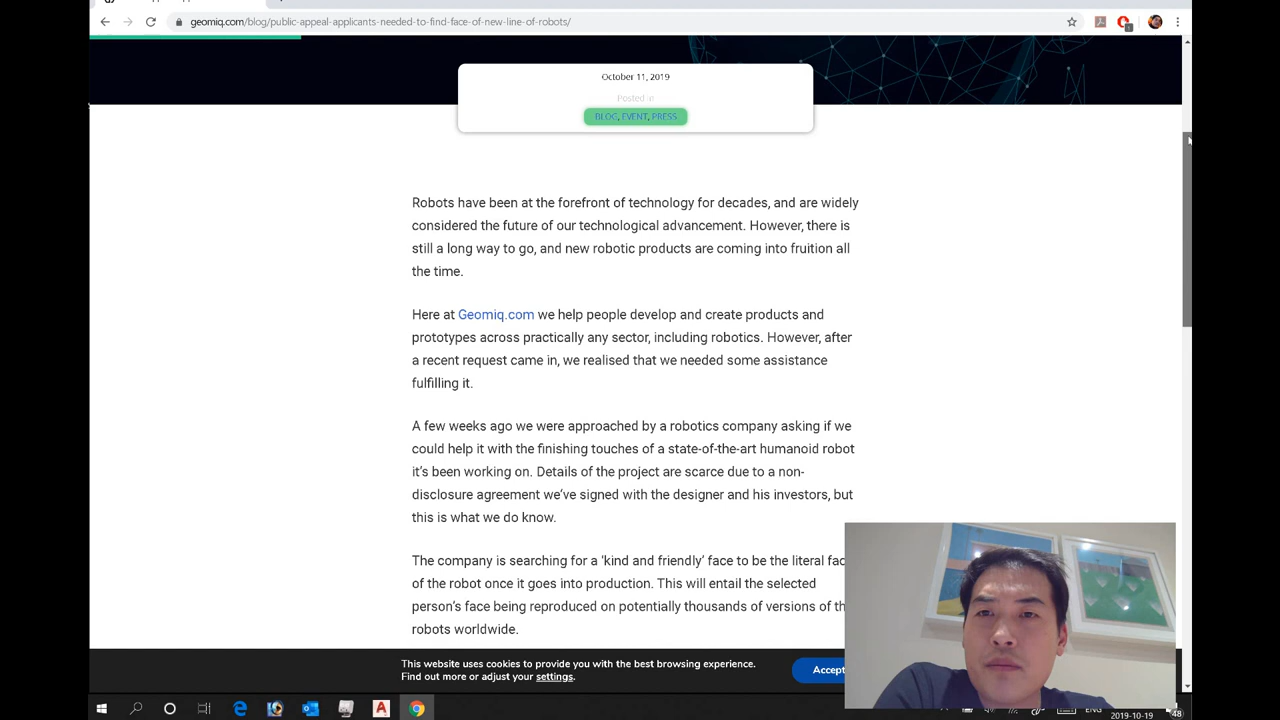 geomiq.com/blog/public-appeal-applicants-needed-to-find-face-of-new-line-of-robots/
October 11, 2019
Posted in
BLOG, EVENT, PRESS
Robots have been at the forefront of technology for decades, and are widely
considered the future of our technological advancement. However, there is
still a long way to go, and new robotic products are coming into fruition all
the time.
Here at Geomiq.com we help people develop and create products and
prototypes across practically any sector, including robotics. However, after
a recent request came in, we realised that we needed some assistance
fulfilling it.
A few weeks ago we were approached by a robotics company asking if we
could help it with the finishing touches of a state-of-the-art humanoid robot
it's been working on. Details of the project are scarce due to a non-
disclosure agreement we've signed with the designer and his investors, but
this is what we do know.
The company is searching for a 'kind and friendly' face to be the literal fac
of the robot once it goes into production. This will entail the selected
person's face being reproduced on potentially thousands of versions of th
robots worldwide.
This website uses cookies to provide you with the best browsing experience.
Find out more or adjust your settings.
Accept
ENG
2019-10-19
48